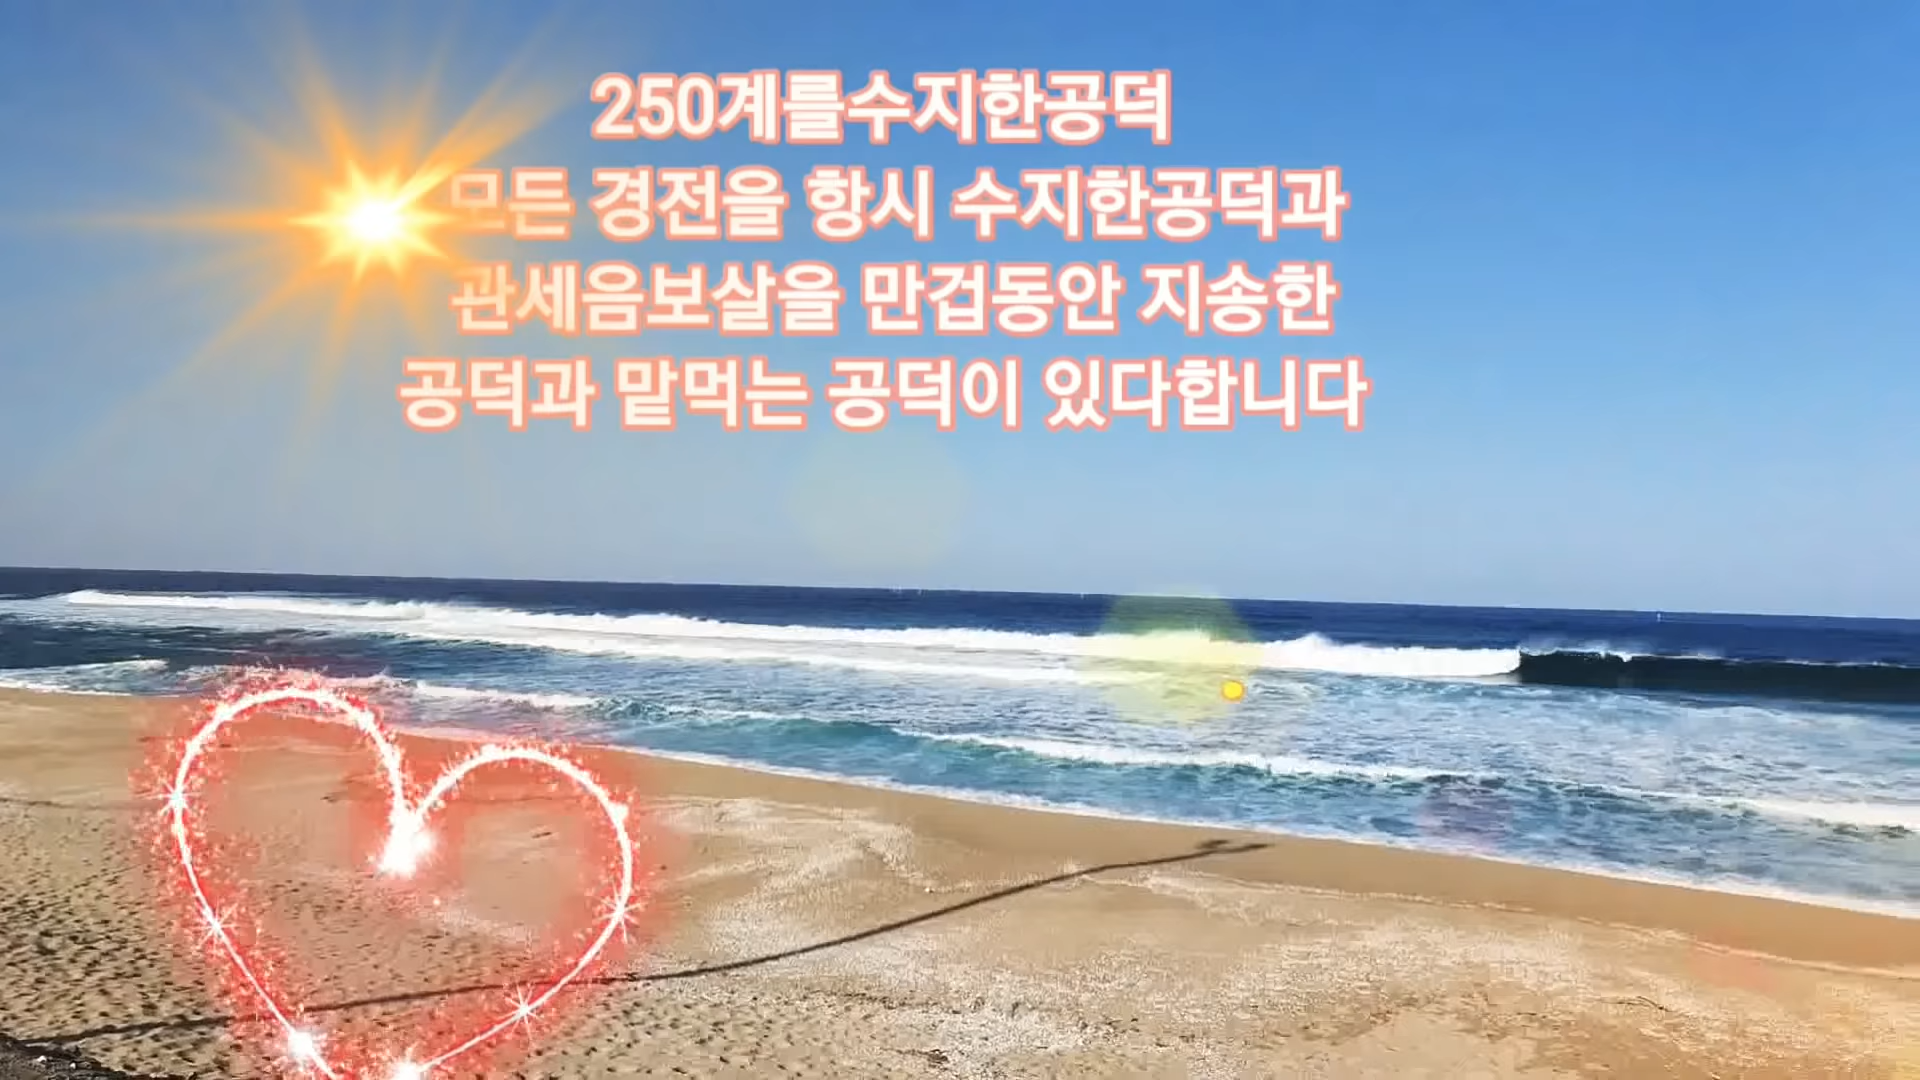 250계를수지한공덕
모든 경전을 항시 수지한공덕과
관세음보살을 만겁동안 지송한
공덕과 맡먹는 공덕이 있다합니다